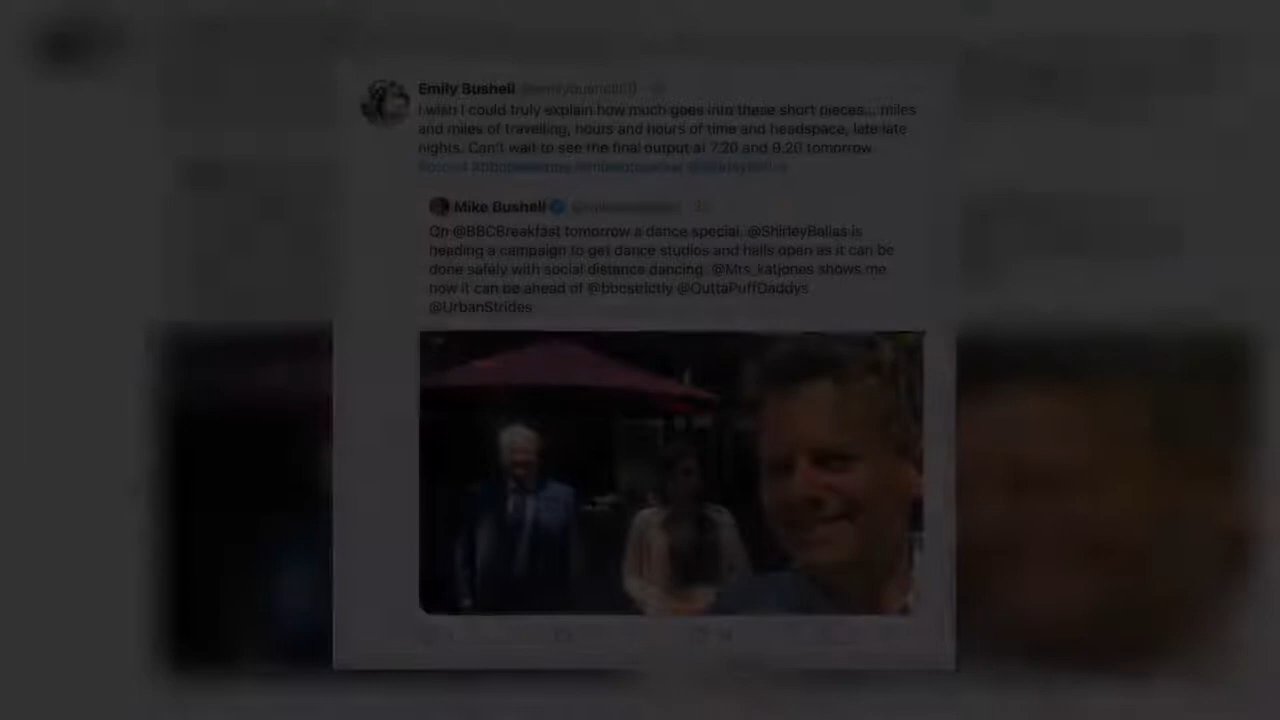 Emily Bushell
I wish I could truly explain how much goes into these short pieces... miles
and miles of travelling, hours and hours of time and headspace, late late
nights. Can't wait to see the final output at 7.20 and 9.20 tomorrow
Mike Bushell
On @BBCBreakfast tomorrow a dance special. @ShirleyBallas is
heading a campaign to get dance studios and halls open as it can be
done safely with social distance dancing. @Mrs_katjones shows me
how it can be ahead of @bbcstrictly @OuttaPuffDaddys
@UrbanStrides